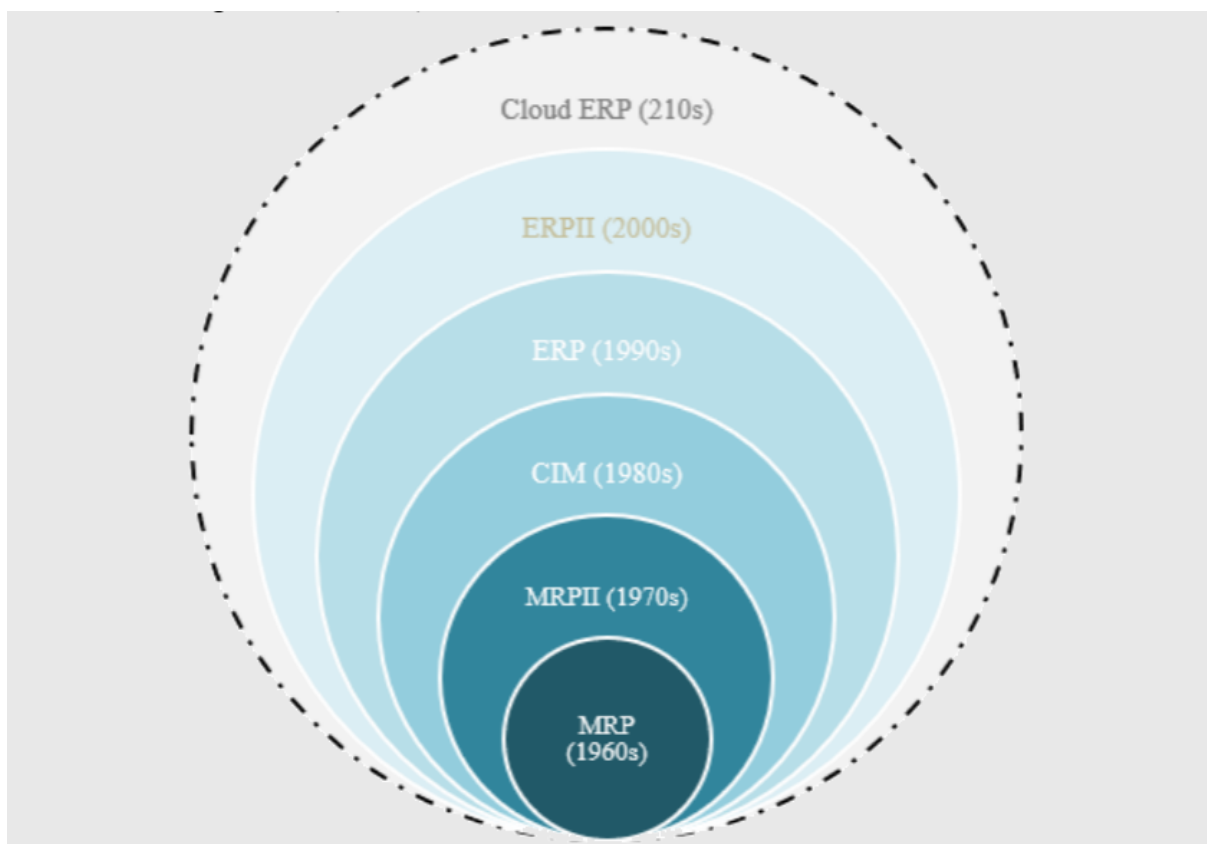 Cloud ERP (210s)
ERPII (2000s)
ERP (1990s)
CIM (1980s)
MRPII (1970s)
MRP
(1960s)